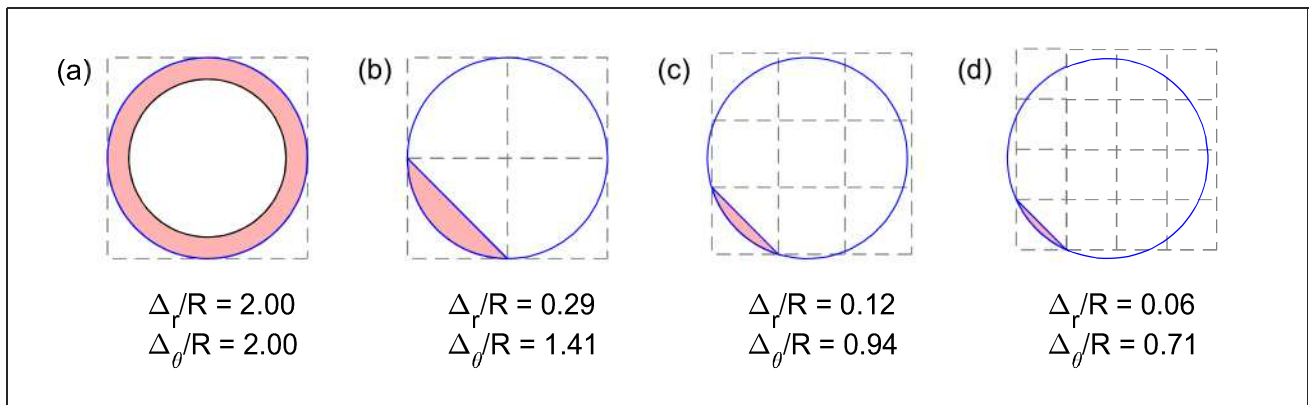 (a) (b) (c) (d)
Δr/R = 2.00 Δr/R = 0.29 Δr/R = 0.12 Δr/R = 0.06
Δθ/R = 2.00 Δθ/R = 1.41 Δθ/R = 0.94 Δθ/R = 0.71